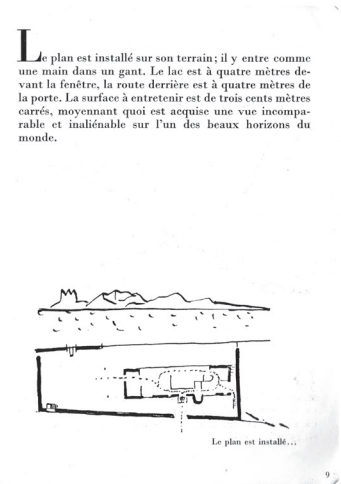 Le plan est installé sur son terrain ; il y entre comme
une main dans un gant. Le lac est à quatre mètres de-
vant la fenêtre, la route derrière est à quatre mètres de
la porte. La surface à entretenir est de trois cents mètres
carrés, moyennant quoi est acquise une vue incompa-
rable et inaliénable sur l'un des beaux horizons du
monde.
Le plan est installé...
9